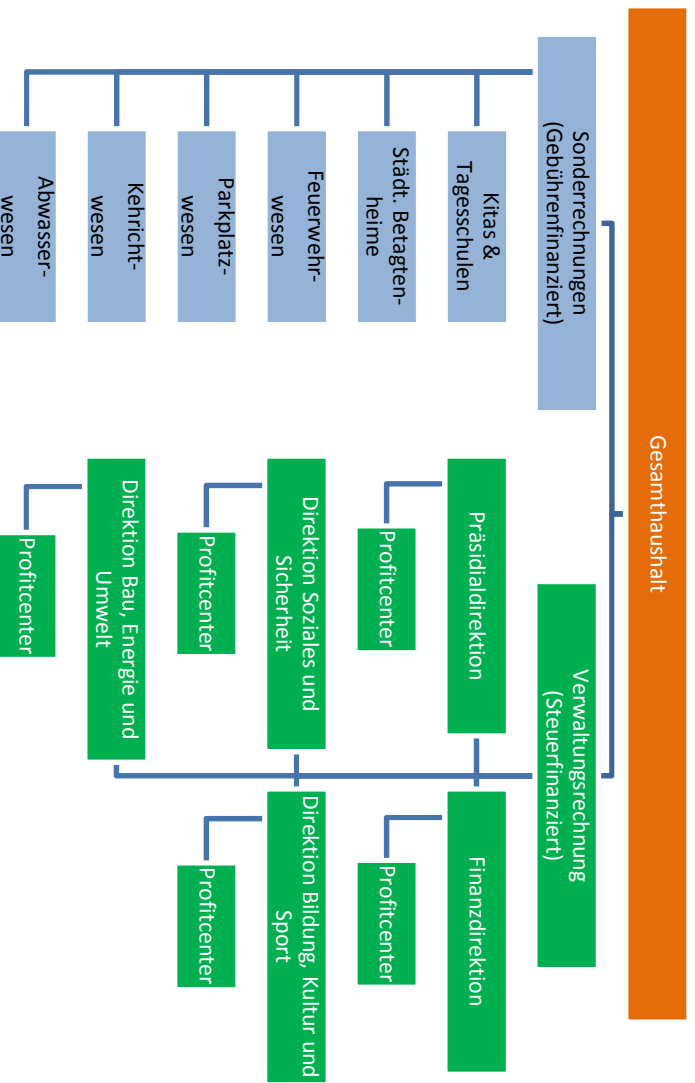 Gesamthaushalt
Sonderrechnungen
(Gebührenfinanziert)
Verwaltungsrechnung
(Steuerfinanziert)
Kitas &
Tagesschulen
Städt. Betagten-
heime
Feuerwehr-
wesen
Parkplatz-
wesen
Kehricht-
wesen
Abwasser-
wesen
Präsidialdirektion
Profitcenter
Finanzdirektion
Profitcenter
Direktion Soziales und
Sicherheit
Profitcenter
Direktion Bildung, Kultur und
Sport
Profitcenter
Direktion Bau, Energie und
Umwelt
Profitcenter